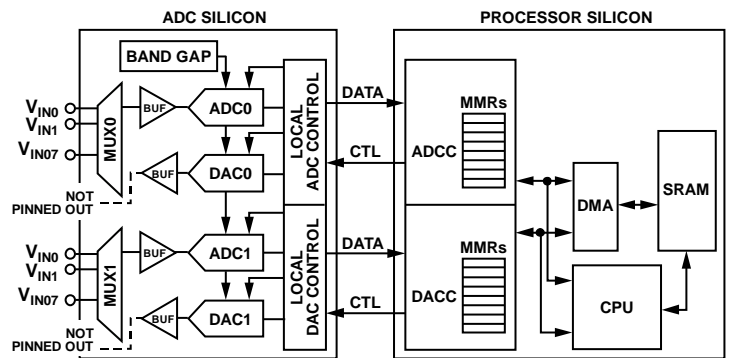 ADC SILICON
PROCESSOR SILICON
BAND GAP
VIN0
VIN1
VIN07
MUX0
BUF
ADC0
LOCAL
ADC CONTROL
DATA
CTL
ADCC
MMRs
BUF
DAC0
NOT
PINNED OUT
DMA
SRAM
VIN0
VIN1
VIN07
MUX1
BUF
ADC1
LOCAL
DAC CONTROL
DATA
CTL
DACC
MMRs
BUF
DAC1
NOT
PINNED OUT
CPU